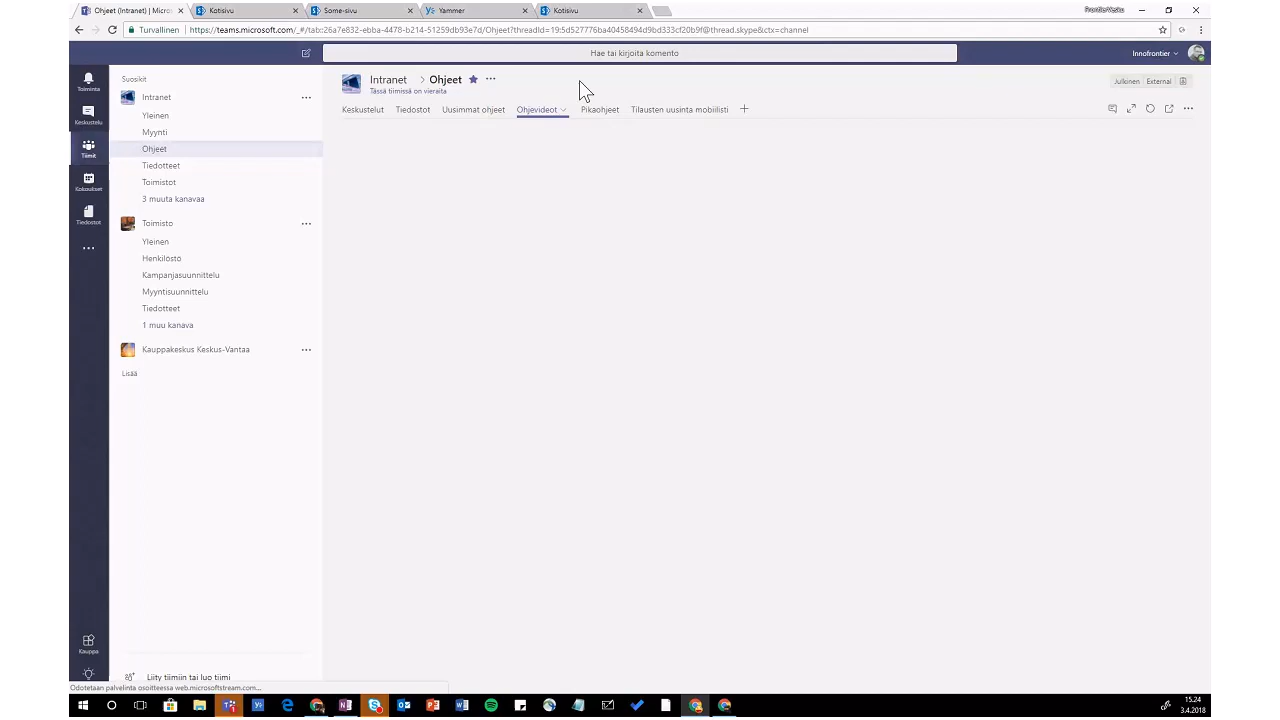 Ohjeet (Intranet) | Micros
Kotisivu
Some-sivu
Yammer
Kotisivu
Turvallinen
https://teams.microsoft.com/_#/tab:26a7e832-ebba-4478-b214-51259db93e7d/Ohjeet?threadId=19:5d527776ba40458494d9bd333cf20b9f@thread.skype&ctx=channel
Hae tai kirjoita komento
Innofrontier
Toiminta
Keskustelu
Tiimit
Kokoukset
Tiedostot
Kauppa
Suosikit
Intranet
Yleinen
Myynti
Ohjeet
Tiedotteet
Toimistot
3 muuta kanavaa
Toimisto
Yleinen
Henkilöstö
Kampanjasuunnittelu
Myyntisuunnittelu
Tiedotteet
1 muu kanava
Kauppakeskus Keskus-Vantaa
Lisää
Liity tiimiin tai luo tiimi
Intranet > Ohjeet
Tässä tiimissä on vieraita
Julkinen External
Keskustelut Tiedostot Uusimmat ohjeet Ohjevideot Pikaohjeet Tilausten uusinta mobiilisti
Odotetaan palvelinta osoitteessa web.microsoftstream.com...
15.24
3.4.2018